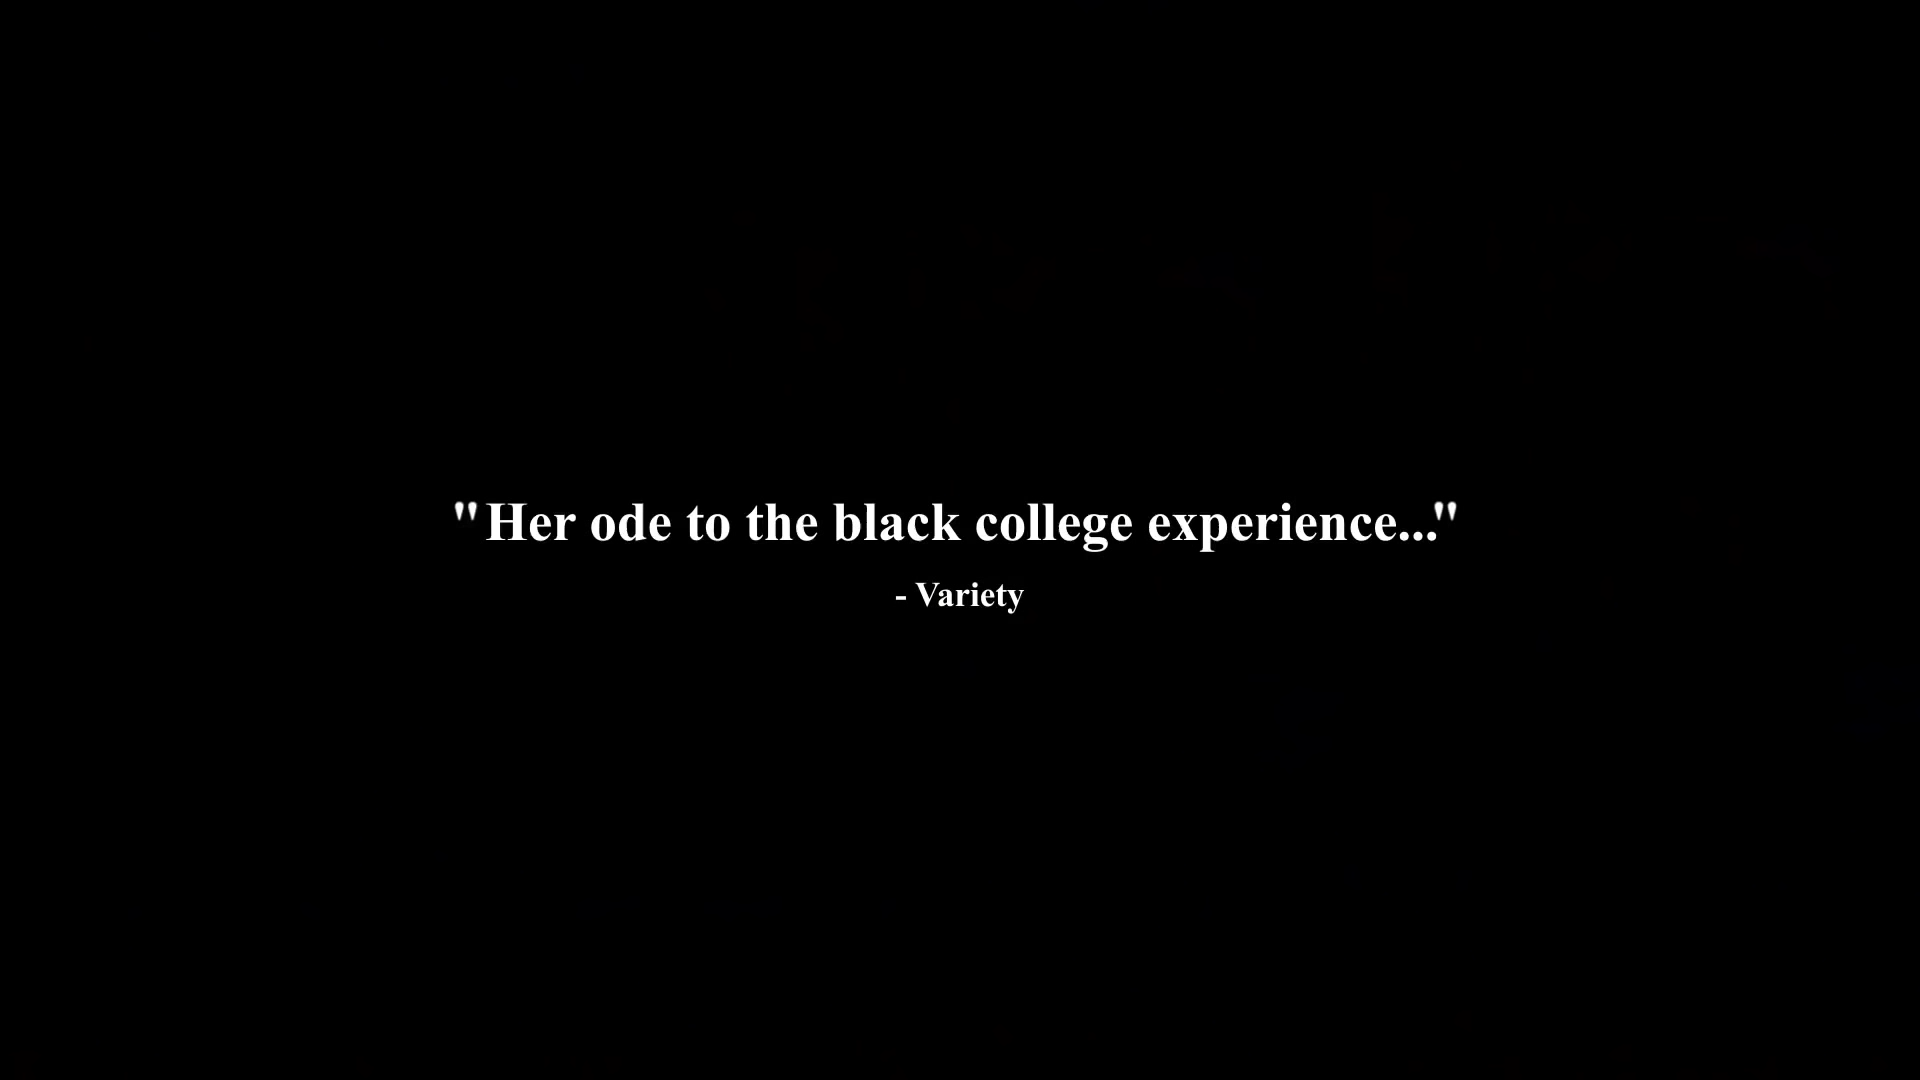 "Her ode to the black college experience..."
- Variety